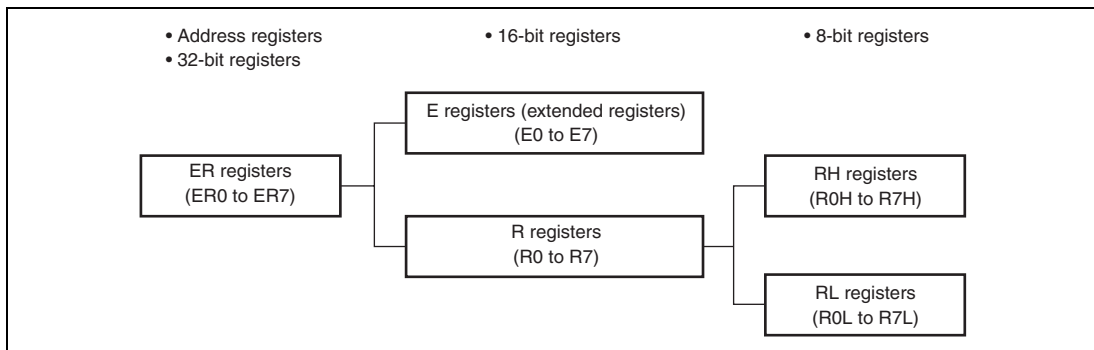 • Address registers
• 32-bit registers
• 16-bit registers
• 8-bit registers
E registers (extended registers)
(E0 to E7)
ER registers
(ER0 to ER7)
RH registers
(R0H to R7H)
R registers
(R0 to R7)
RL registers
(R0L to R7L)